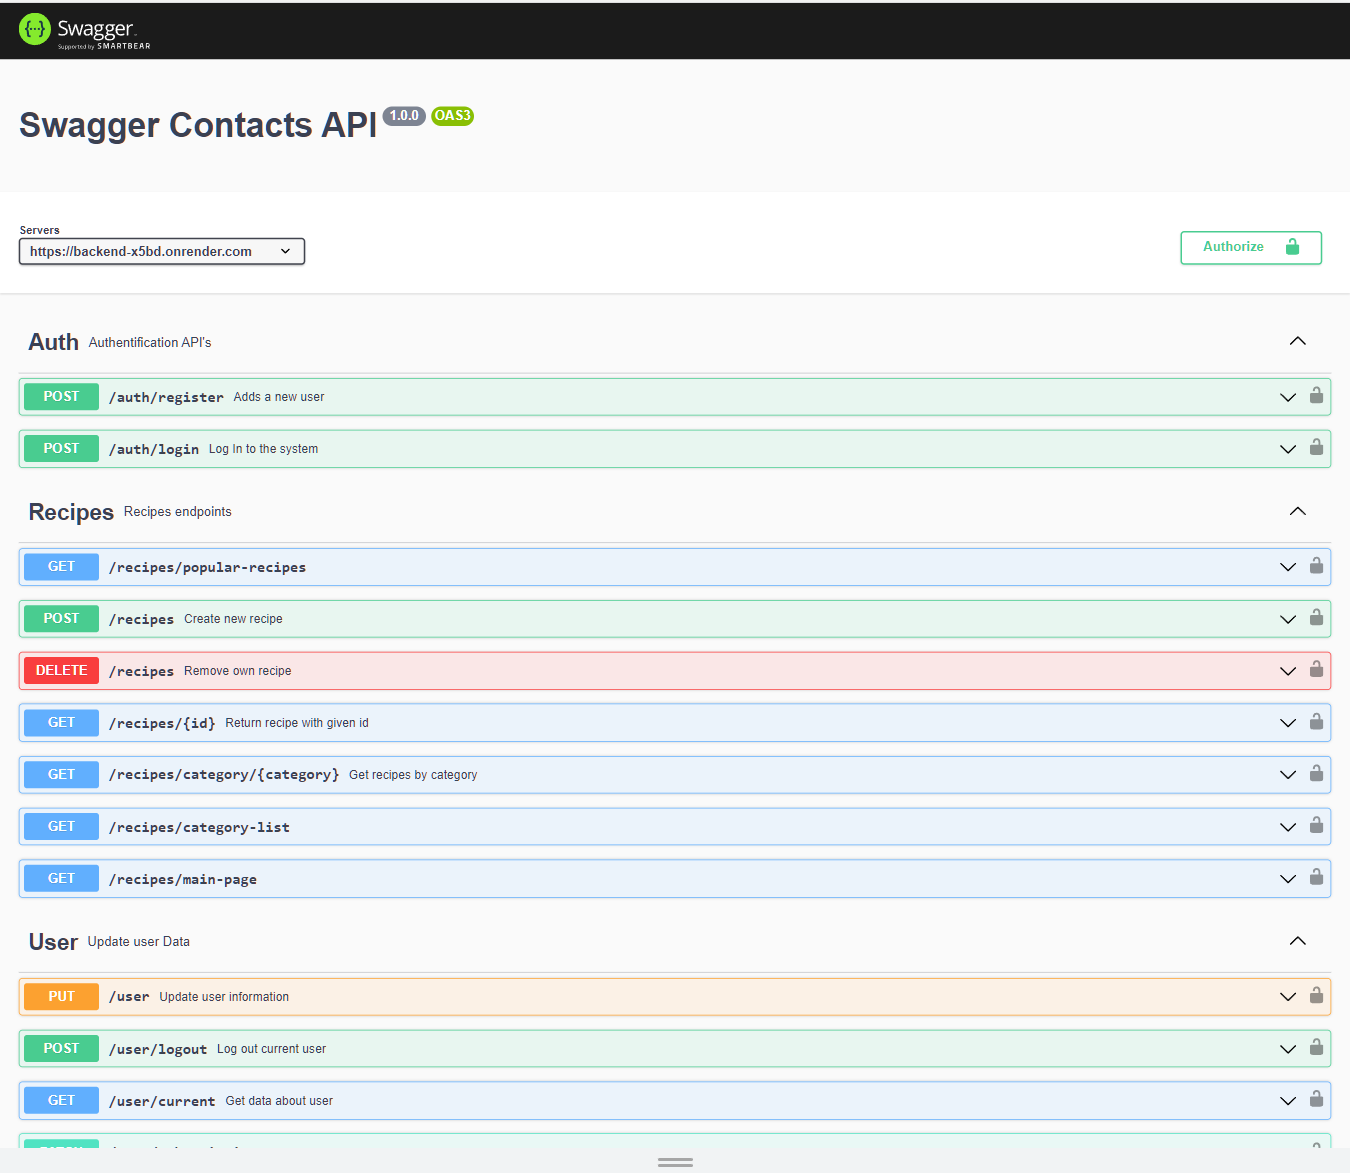 Swagger
Supported by SMARTBEAR
Swagger Contacts API 1.0.0 OAS3
Servers
https://backend-x5bd.onrender.com
Authorize
Auth Authentification API's
POST /auth/register Adds a new user
POST /auth/login Log In to the system
Recipes Recipes endpoints
GET /recipes/popular-recipes
POST /recipes Create new recipe
DELETE /recipes Remove own recipe
GET /recipes/{id} Return recipe with given id
GET /recipes/category/{category} Get recipes by category
GET /recipes/category-list
GET /recipes/main-page
User Update user Data
PUT /user Update user information
POST /user/logout Log out current user
GET /user/current Get data about user